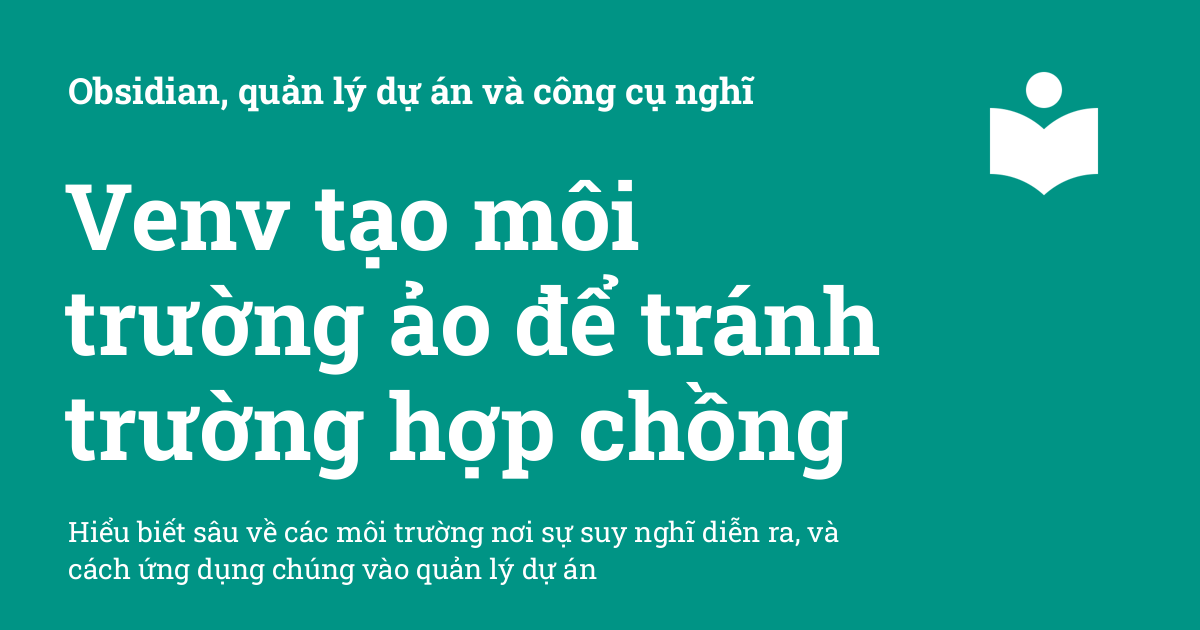 Obsidian, quản lý dự án và công cụ nghĩ
Venv tạo môi
trường ảo để tránh
trường hợp chồng
Hiểu biết sâu về các môi trường nơi sự suy nghĩ diễn ra, và
cách ứng dụng chúng vào quản lý dự án